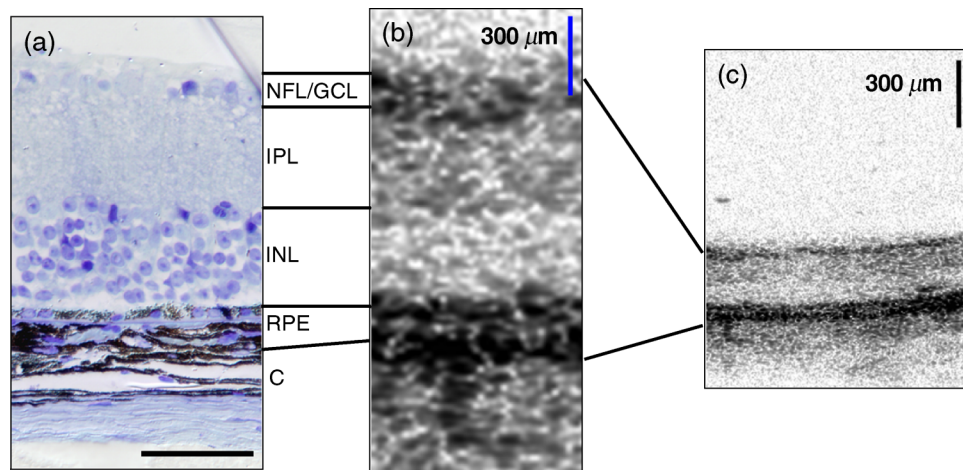 (a)
NFL/GCL
IPL
INL
RPE
C
(b)
300 μm
(c)
300 μm